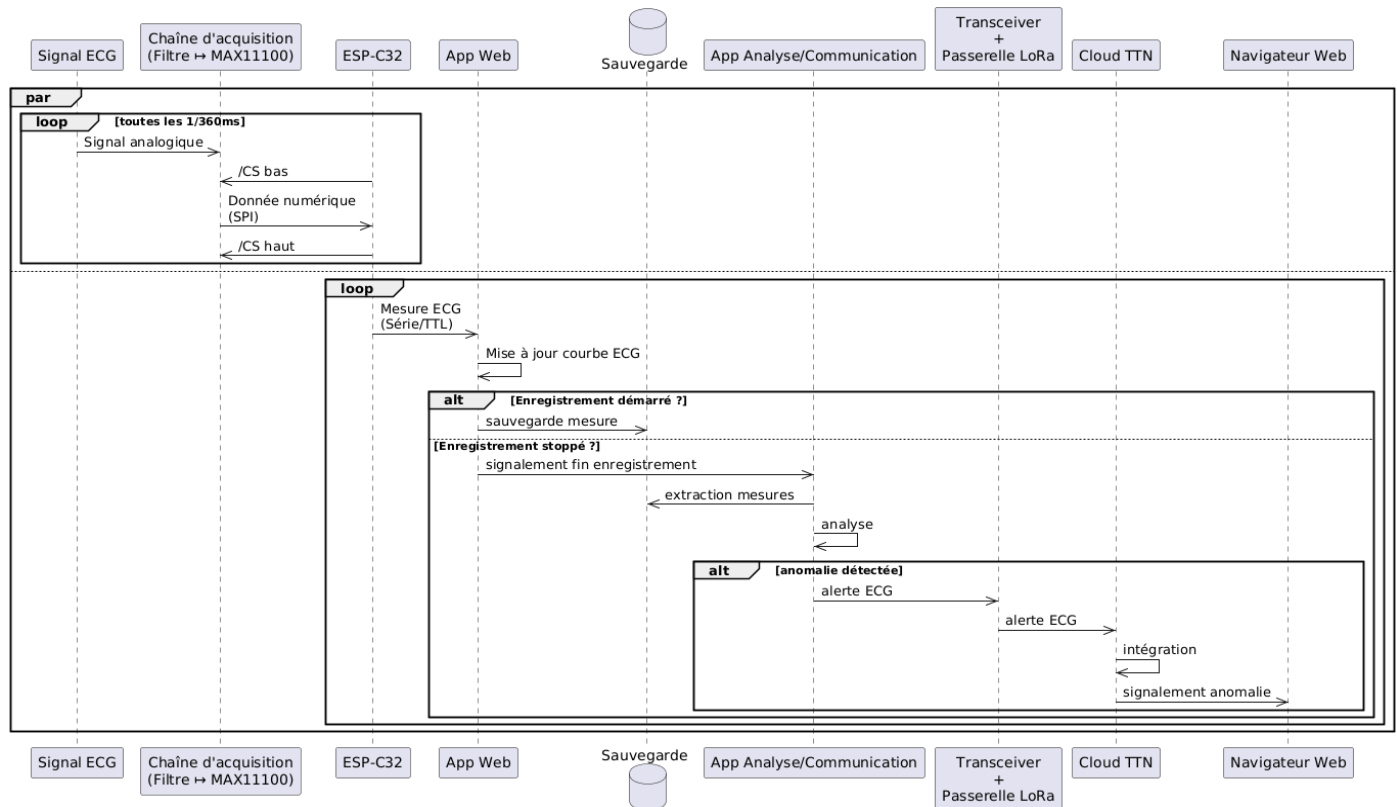 Signal ECG
Chaîne d'acquisition
(Filtre ↦ MAX11100)
ESP-C32
App Web
Sauvegarde
App Analyse/Communication
Transceiver
+
Passerelle LoRa
Cloud TTN
Navigateur Web
par
loop [toutes les 1/360ms]
Signal analogique
/CS bas
Donnée numérique
(SPI)
/CS haut
loop
Mesure ECG
(Série/TTL)
Mise à jour courbe ECG
alt [Enregistrement démarré ?]
sauvegarde mesure
[Enregistrement stoppé ?]
signalement fin enregistrement
extraction mesures
analyse
alt [anomalie détectée]
alerte ECG
alerte ECG
intégration
signalement anomalie
Signal ECG
Chaîne d'acquisition
(Filtre ↦ MAX11100)
ESP-C32
App Web
Sauvegarde
App Analyse/Communication
Transceiver
+
Passerelle LoRa
Cloud TTN
Navigateur Web